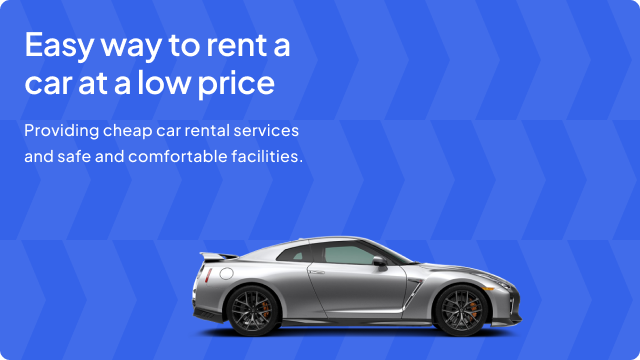 Easy way to rent a
car at a low price
Providing cheap car rental services
and safe and comfortable facilities.